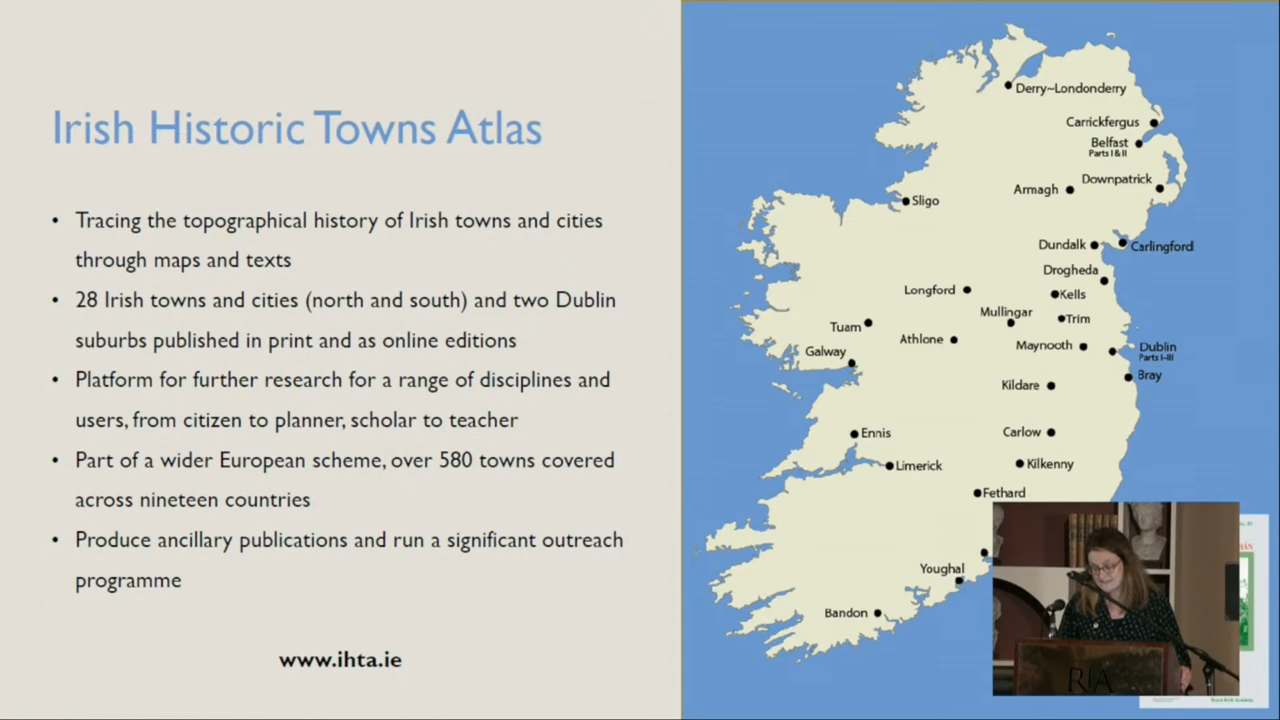 Irish Historic Towns Atlas
• Tracing the topographical history of Irish towns and cities
through maps and texts
• 28 Irish towns and cities (north and south) and two Dublin
suburbs published in print and as online editions
• Platform for further research for a range of disciplines and
users, from citizen to planner, scholar to teacher
• Part of a wider European scheme, over 580 towns covered
across nineteen countries
• Produce ancillary publications and run a significant outreach
programme
www.ihta.ie
Derry~Londonderry
Carrickfergus
Belfast
Parts I & II
Downpatrick
Armagh
Sligo
Dundalk
Carlingford
Drogheda
Longford
Kells
Mullingar
Trim
Tuam
Athlone
Maynooth
Dublin
Parts I–III
Galway
Bray
Kildare
Ennis
Carlow
Limerick
Kilkenny
Fethard
Youghal
Bandon
RIA